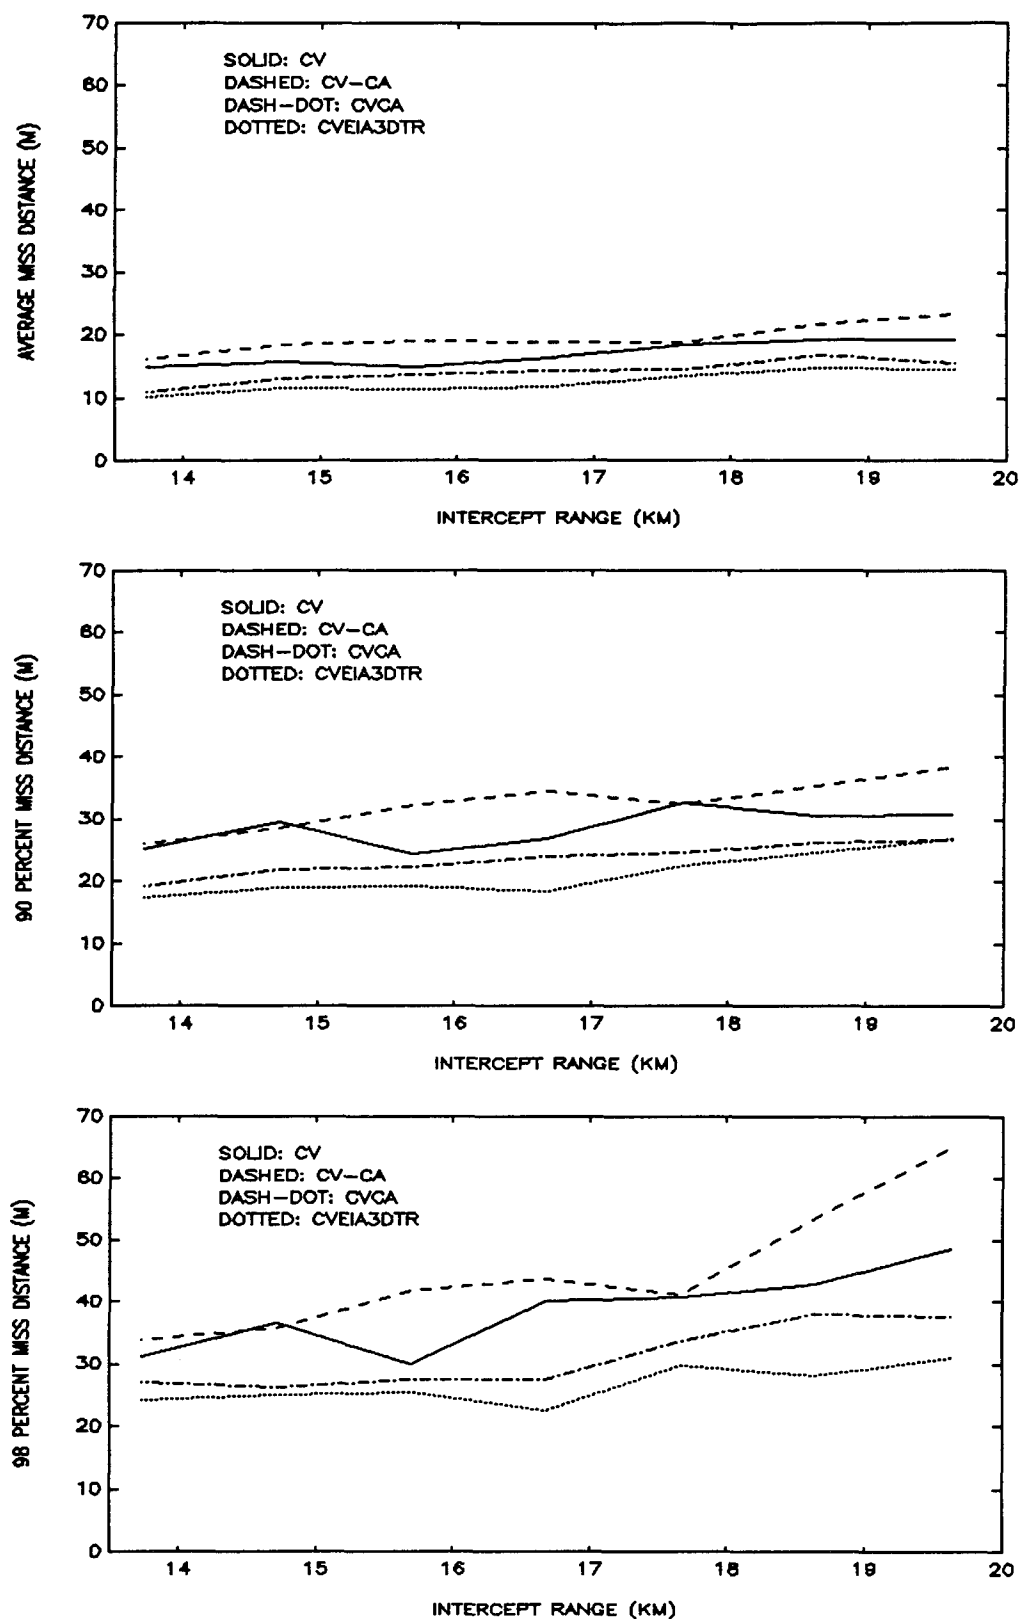 70
60
50
40
30
20
10
0
AVERAGE MISS DISTANCE (M)
SOLID: CV
DASHED: CV-CA
DASH-DOT: CVCA
DOTTED: CVEIA3DTR
14 15 16 17 18 19 20
INTERCEPT RANGE (KM)
70
60
50
40
30
20
10
0
90 PERCENT MISS DISTANCE (M)
SOLID: CV
DASHED: CV-CA
DASH-DOT: CVCA
DOTTED: CVEIA3DTR
14 15 16 17 18 19 20
INTERCEPT RANGE (KM)
70
60
50
40
30
20
10
0
98 PERCENT MISS DISTANCE (M)
SOLID: CV
DASHED: CV-CA
DASH-DOT: CVCA
DOTTED: CVEIA3DTR
14 15 16 17 18 19 20
INTERCEPT RANGE (KM)